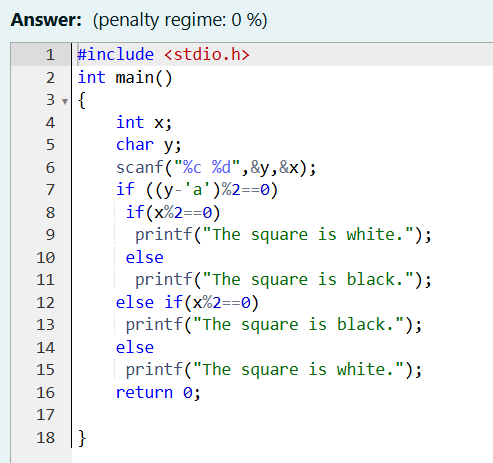 Answer: (penalty regime: 0 %)
1 #include <stdio.h>
2 int main()
3 {
4     int x;
5     char y;
6     scanf("%c %d",&y,&x);
7     if ((y-'a')%2==0)
8      if(x%2==0)
9       printf("The square is white.");
10      else
11       printf("The square is black.");
12     else if(x%2==0)
13      printf("The square is black.");
14     else
15      printf("The square is white.");
16     return 0;
17
18 }